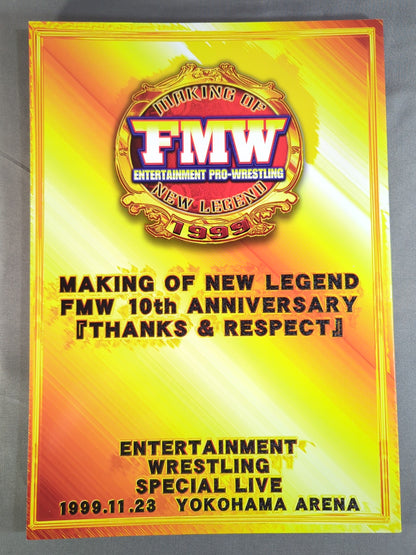 MAKING OF
FMW
ENTERTAINMENT PRO-WRESTLING
NEW LEGEND
1999
MAKING OF NEW LEGEND
FMW 10th ANNIVERSARY
『THANKS & RESPECT』
ENTERTAINMENT
WRESTLING
SPECIAL LIVE
1999.11.23 YOKOHAMA ARENA